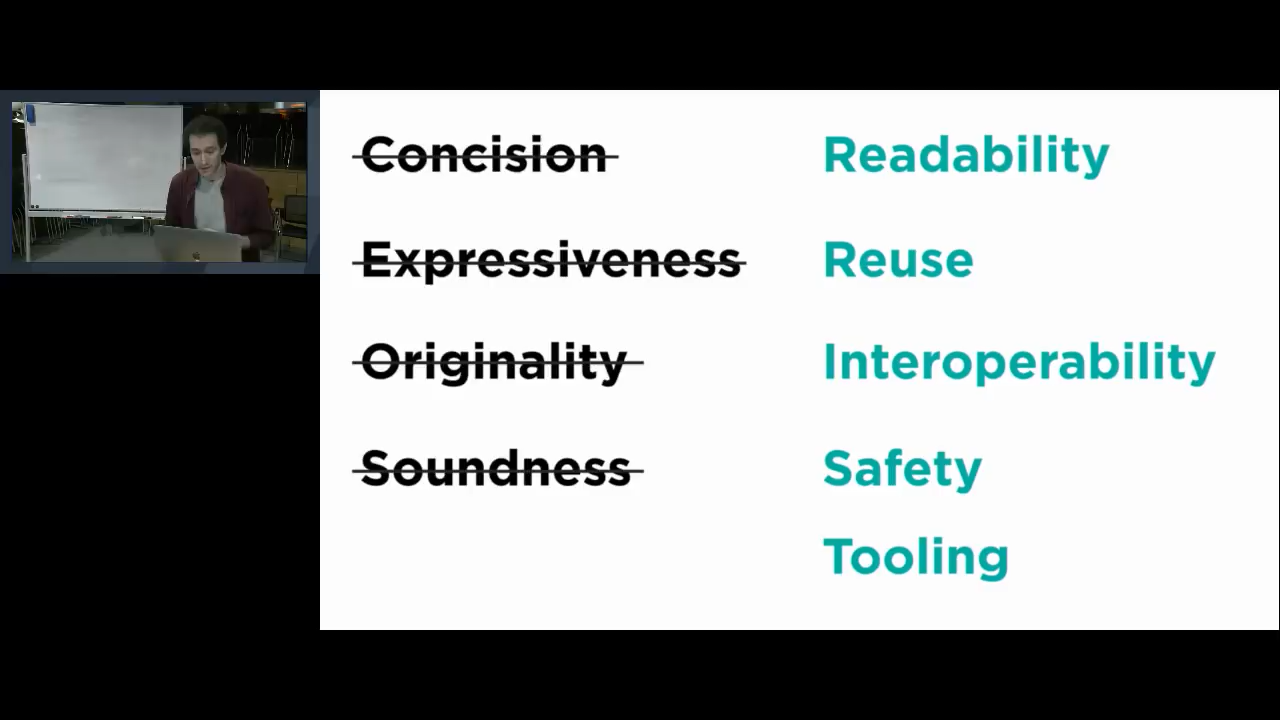 Concision Readability
Expressiveness Reuse
Originality Interoperability
Soundness Safety
Tooling